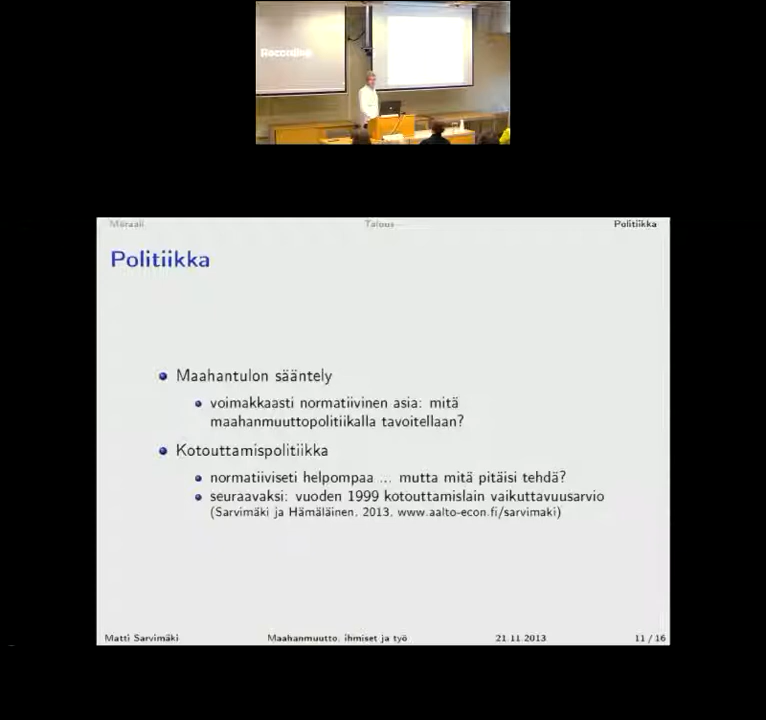 Recording
Moraali Talous Politiikka
Politiikka
Maahantulon sääntely
voimakkaasti normatiivinen asia: mitä
maahanmuuttopolitiikalla tavoitellaan?
Kotouttamispolitiikka
normatiiviseti helpompaa ... mutta mitä pitäisi tehdä?
seuraavaksi: vuoden 1999 kotouttamislain vaikuttavuusarvio
(Sarvimäki ja Hämäläinen, 2013, www.aalto-econ.fi/sarvimaki)
Matti Sarvimäki Maahanmuutto, ihmiset ja työ 21.11.2013 11 / 16